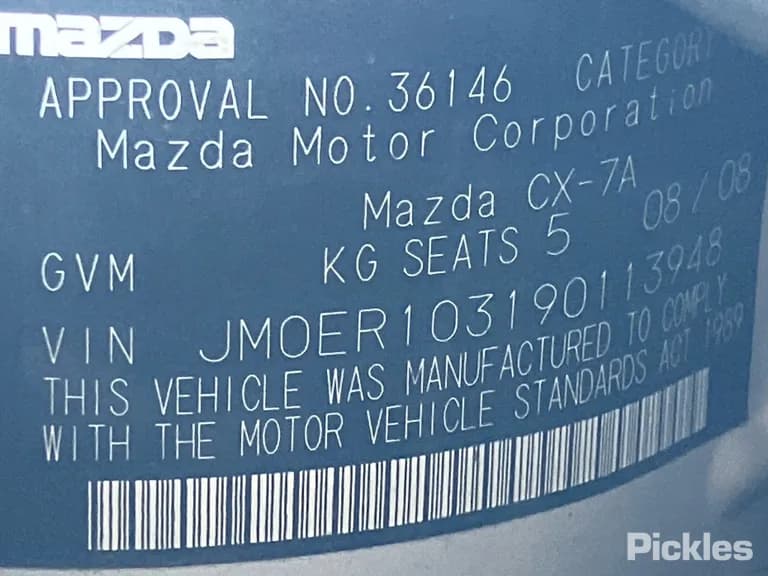 mazda
APPROVAL NO. 36146 CATEGORY
Mazda Motor Corporation
Mazda CX-7A 08/08
GVM KG SEATS 5
VIN JM0ER103190113948
THIS VEHICLE WAS MANUFACTURED TO COMPLY
WITH THE MOTOR VEHICLE STANDARDS ACT 1989
Pickles